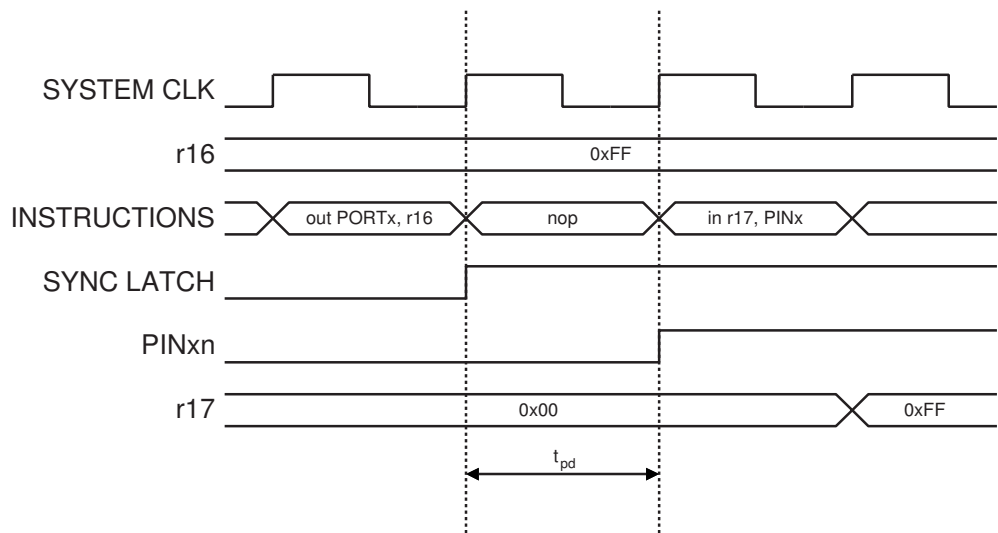 SYSTEM CLK
r16
0xFF
INSTRUCTIONS
out PORTx, r16
nop
in r17, PINx
SYNC LATCH
PINxn
r17
0x00
0xFF
tpd